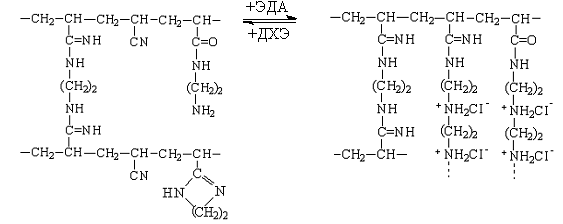 –CH₂–CH–CH₂–CH–CH₂–CH– +ЭДА –CH₂–CH–CH₂–CH–CH₂–CH–
C=NH CN C=O +ДХЭ C=NH C=NH C=O
NH NH NH NH NH
(CH₂)₂ (CH₂)₂ (CH₂)₂ (CH₂)₂ (CH₂)₂
NH NH₂ NH ⁺NH₂Cl⁻ ⁺NH₂Cl⁻
C=NH C=NH (CH₂)₂ (CH₂)₂
–CH₂–CH–CH₂–CH–CH₂–CH– –CH₂–CH– ⁺NH₂Cl⁻ ⁺NH₂Cl⁻
CN
HN N
(CH₂)₂